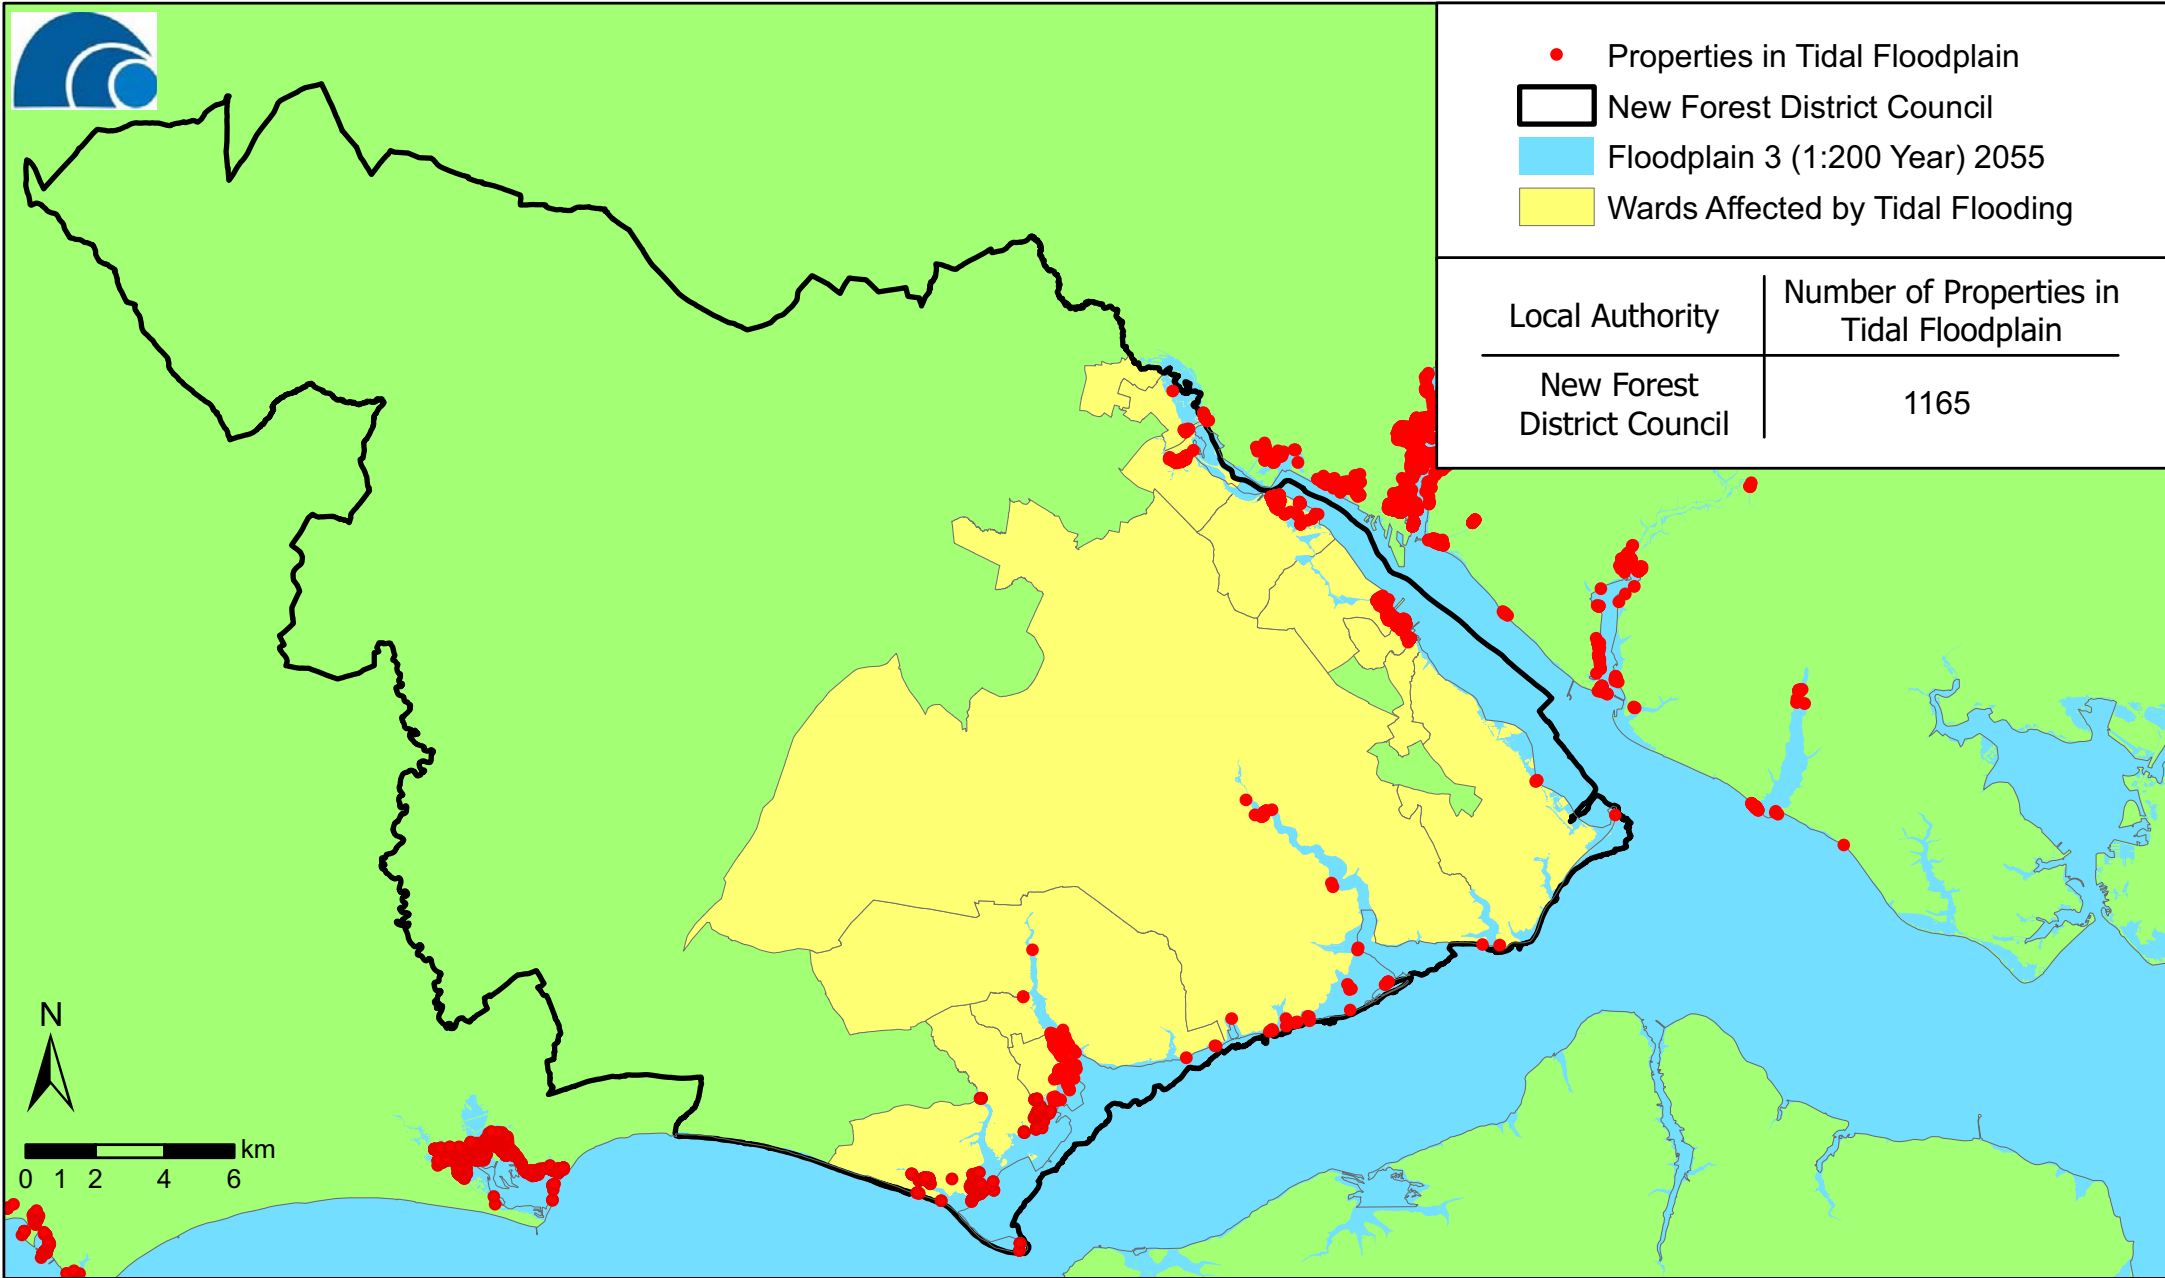 Properties in Tidal Floodplain
New Forest District Council
Floodplain 3 (1:200 Year) 2055
Wards Affected by Tidal Flooding
Local Authority
Number of Properties in
Tidal Floodplain
New Forest
District Council
1165
N
km
0 1 2 4 6